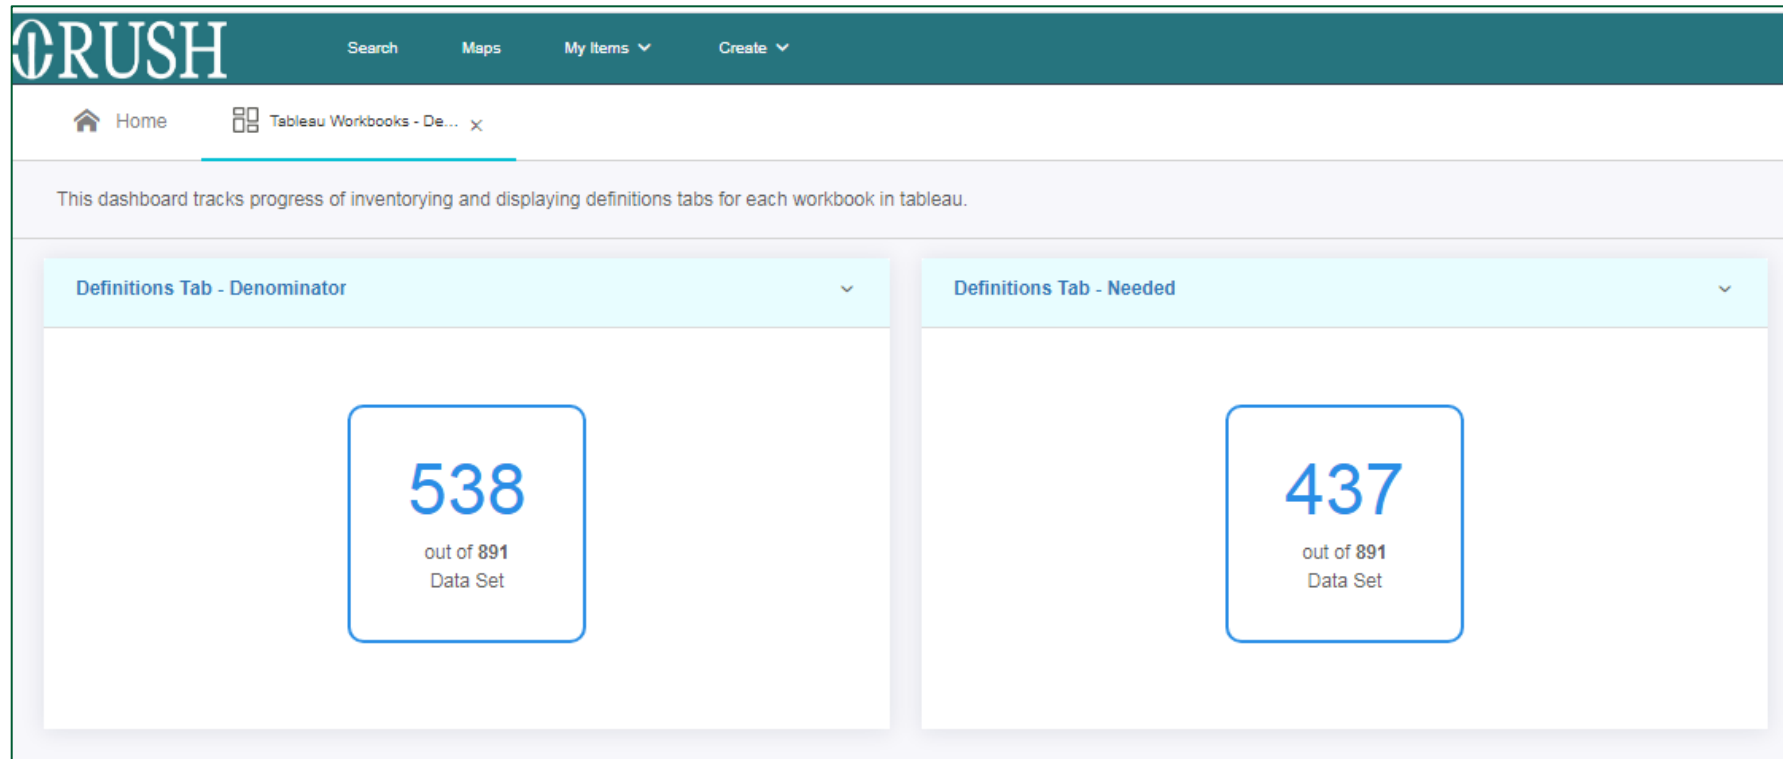 RUSH Search Maps My Items Create
Home Tableau Workbooks - De...
This dashboard tracks progress of inventorying and displaying definitions tabs for each workbook in tableau.
Definitions Tab - Denominator
538
out of 891
Data Set
Definitions Tab - Needed
437
out of 891
Data Set